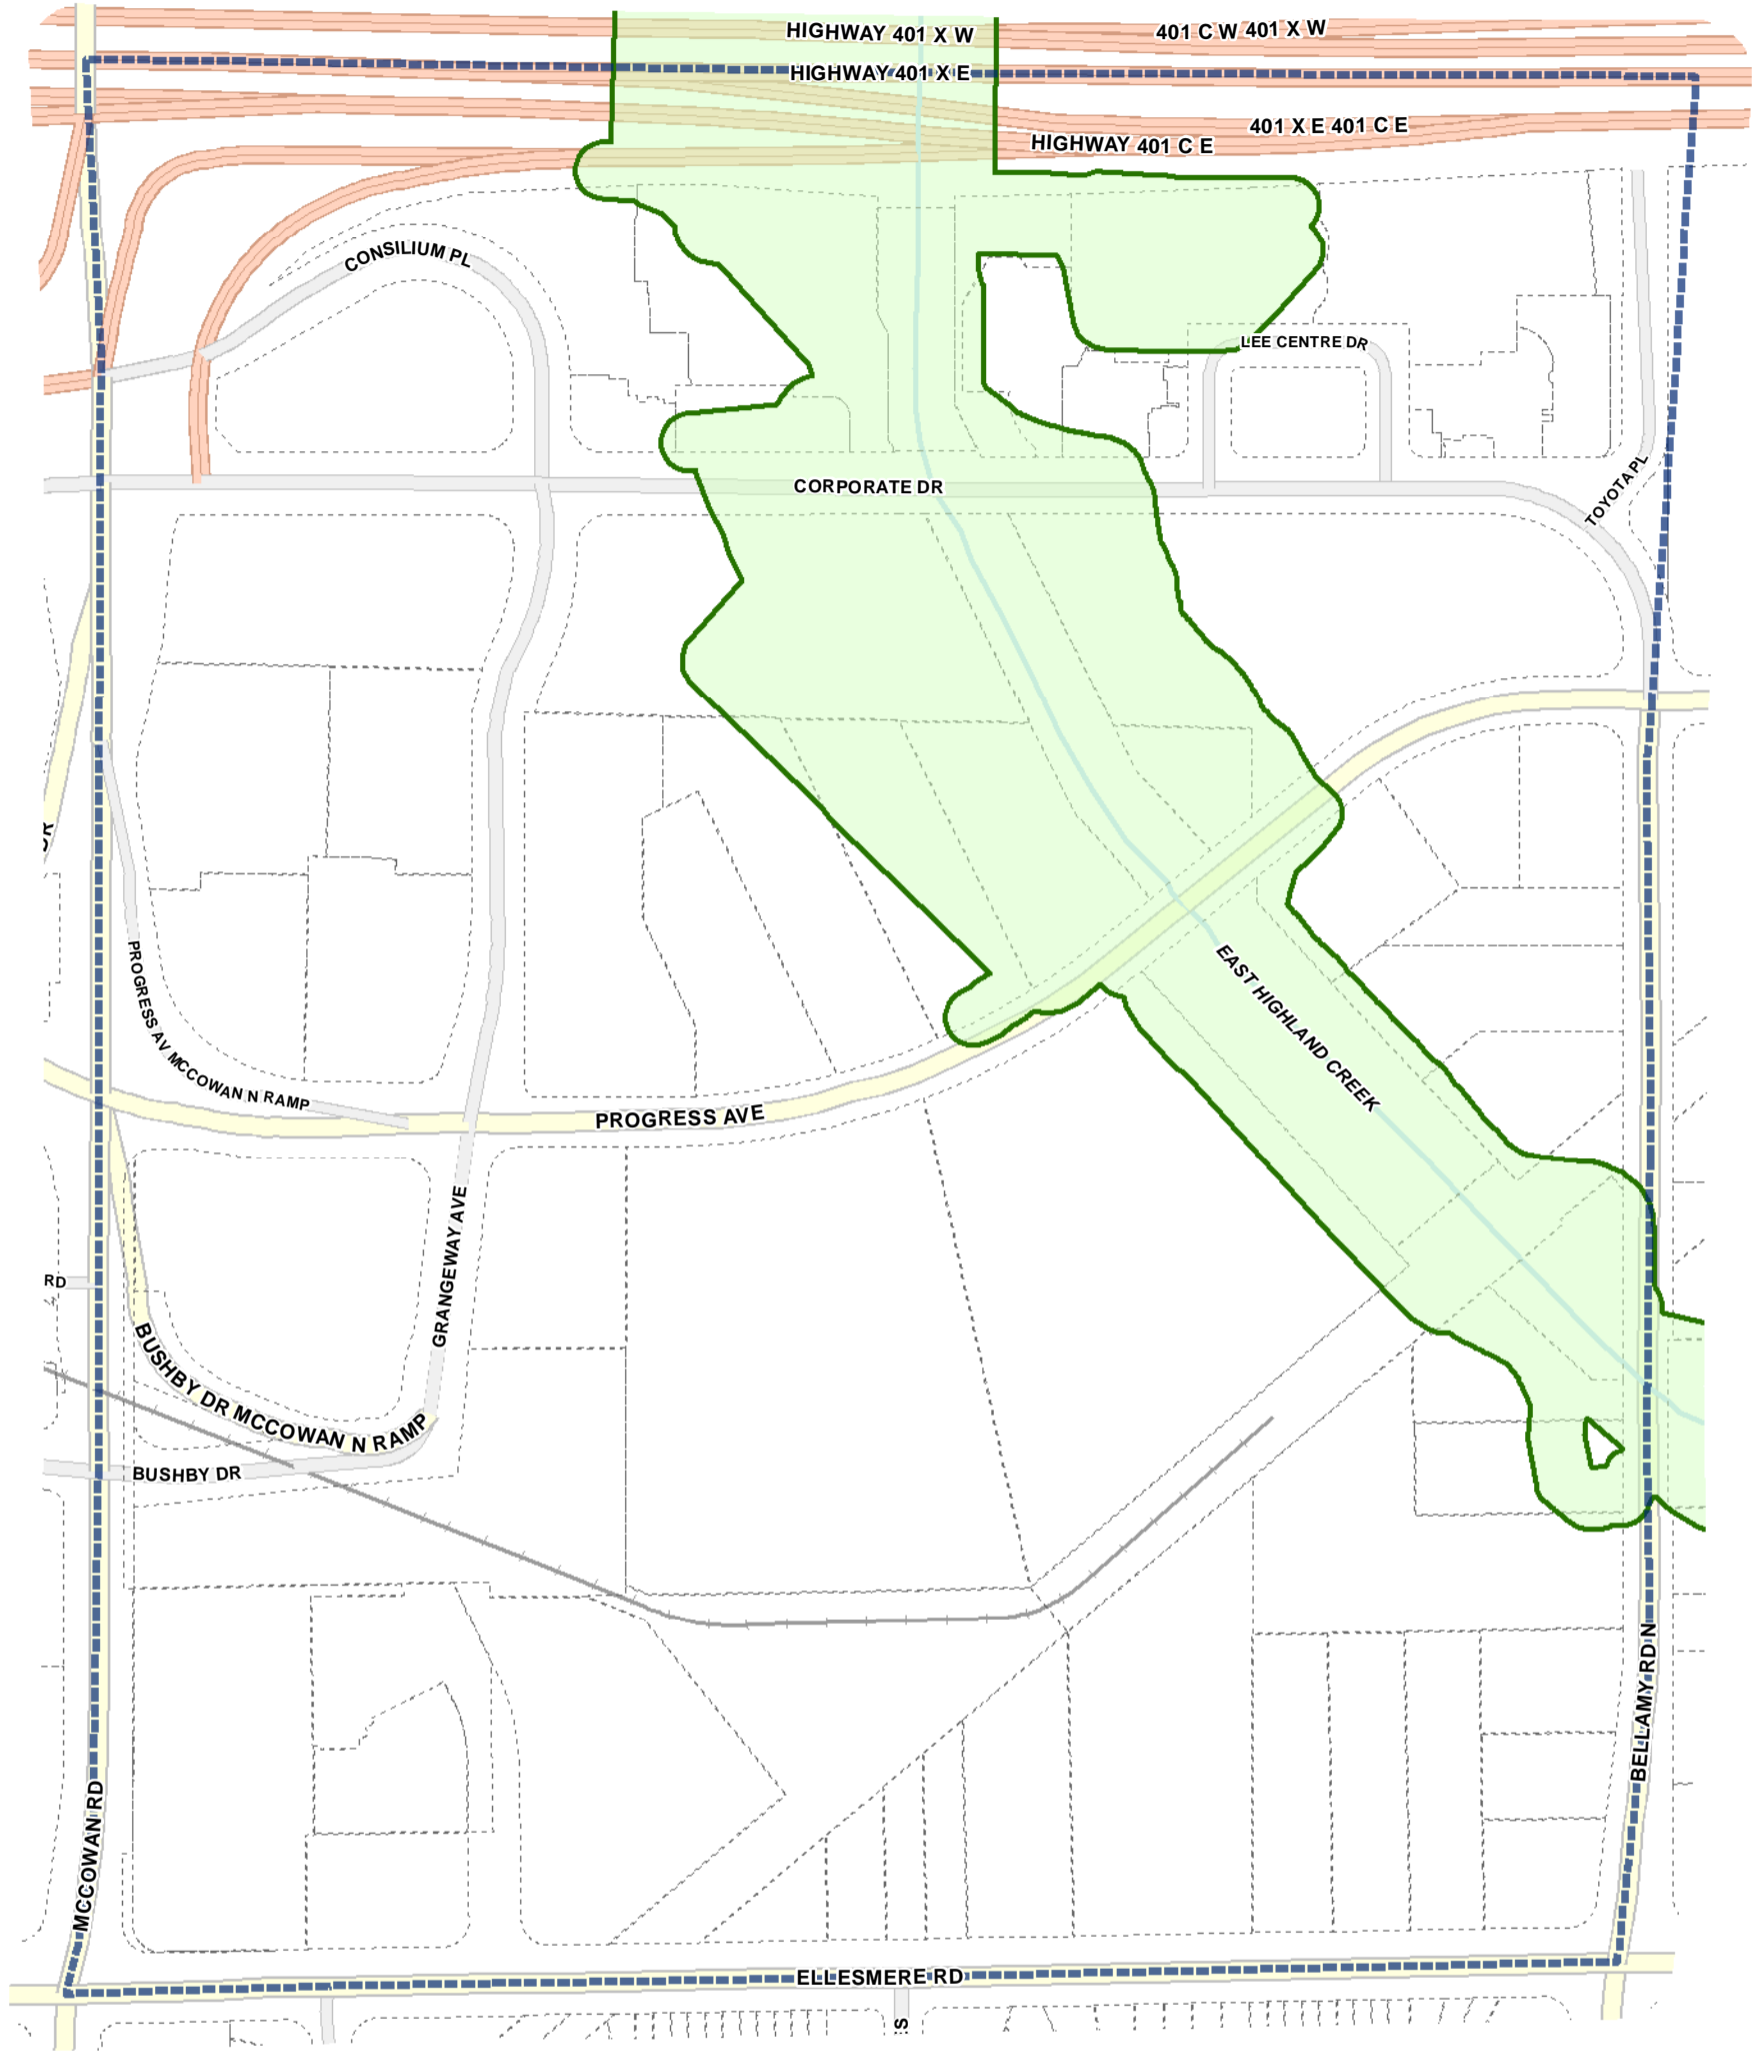 HIGHWAY 401 X W
401 C W 401 X W
HIGHWAY 401 X E
401 X E 401 C E
HIGHWAY 401 C E
CONSILIUM PL
LEE CENTRE DR
CORPORATE DR
TOYOTA PL
DR
PROGRESS AV MCCOWAN N RAMP
EAST HIGHLAND CREEK
PROGRESS AVE
GRANGEWAY AVE
RD
BUSHBY DR MCCOWAN N RAMP
BUSHBY DR
BELLAMY RD N
MCCOWAN RD
ELLESMERE RD